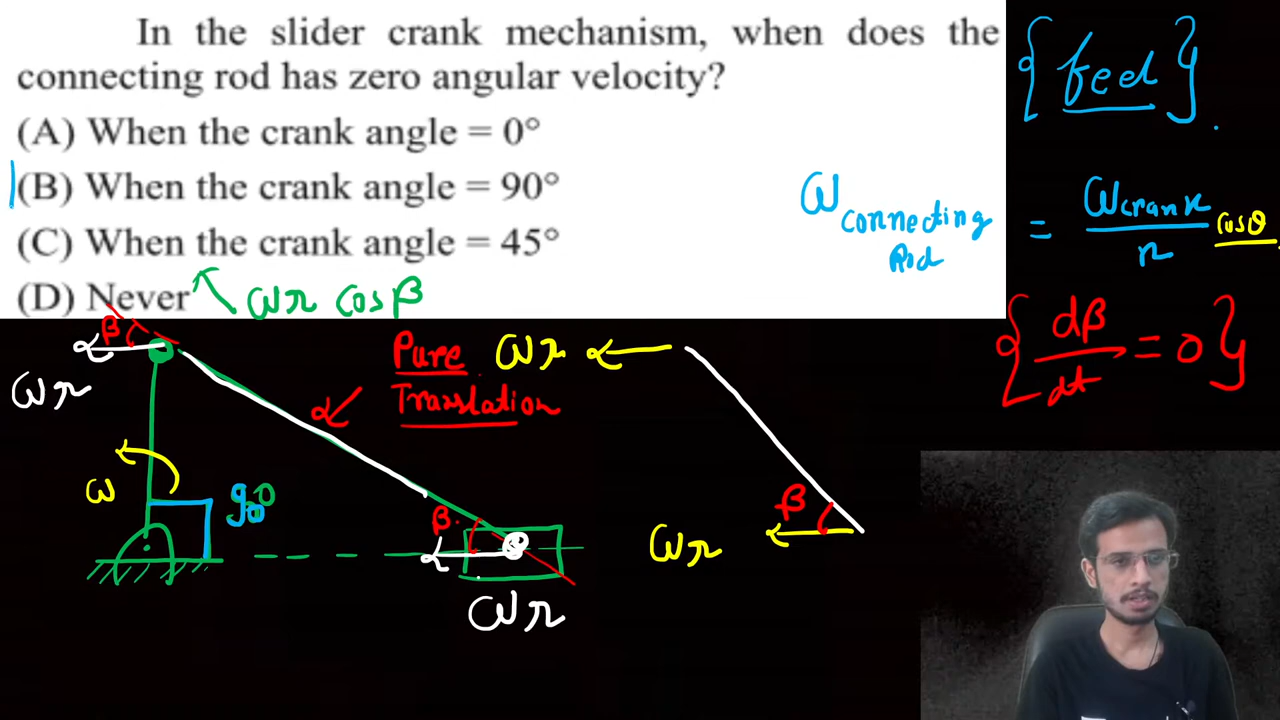 In the slider crank mechanism, when does the
connecting rod has zero angular velocity?
(A) When the crank angle = 0°
(B) When the crank angle = 90°
(C) When the crank angle = 45°
(D) Never
{feel}.
ω connecting Rod = ωcrank/n cosθ
{dβ/dt = 0}
ωr cosβ
β
ωr
Pure
Translation
ωr
ω
90°
β
β
ωr
ωr